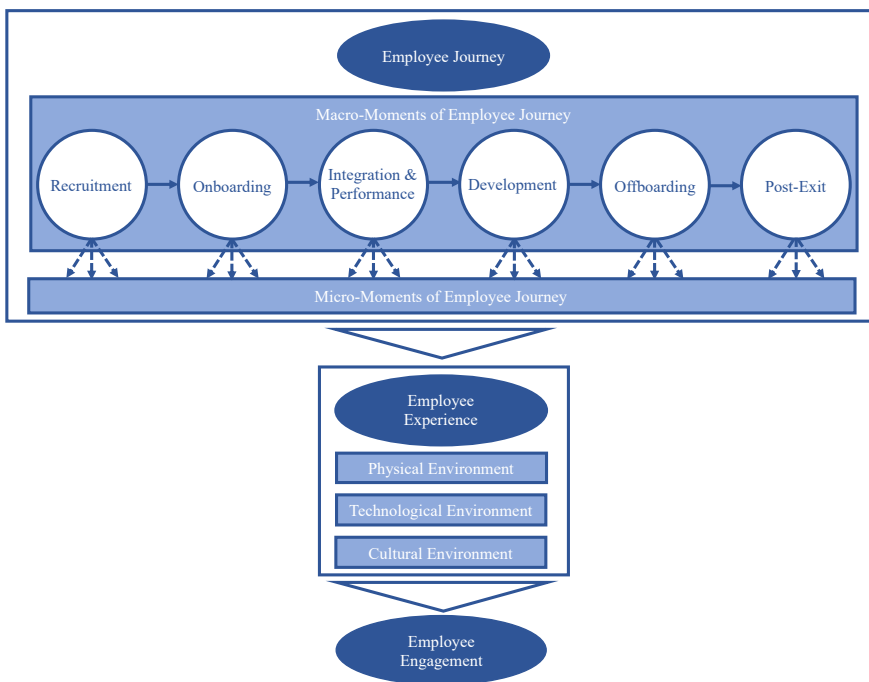 Employee Journey
Macro-Moments of Employee Journey
Recruitment
Onboarding
Integration &
Performance
Development
Offboarding
Post-Exit
Micro-Moments of Employee Journey
Employee
Experience
Physical Environment
Technological Environment
Cultural Environment
Employee
Engagement